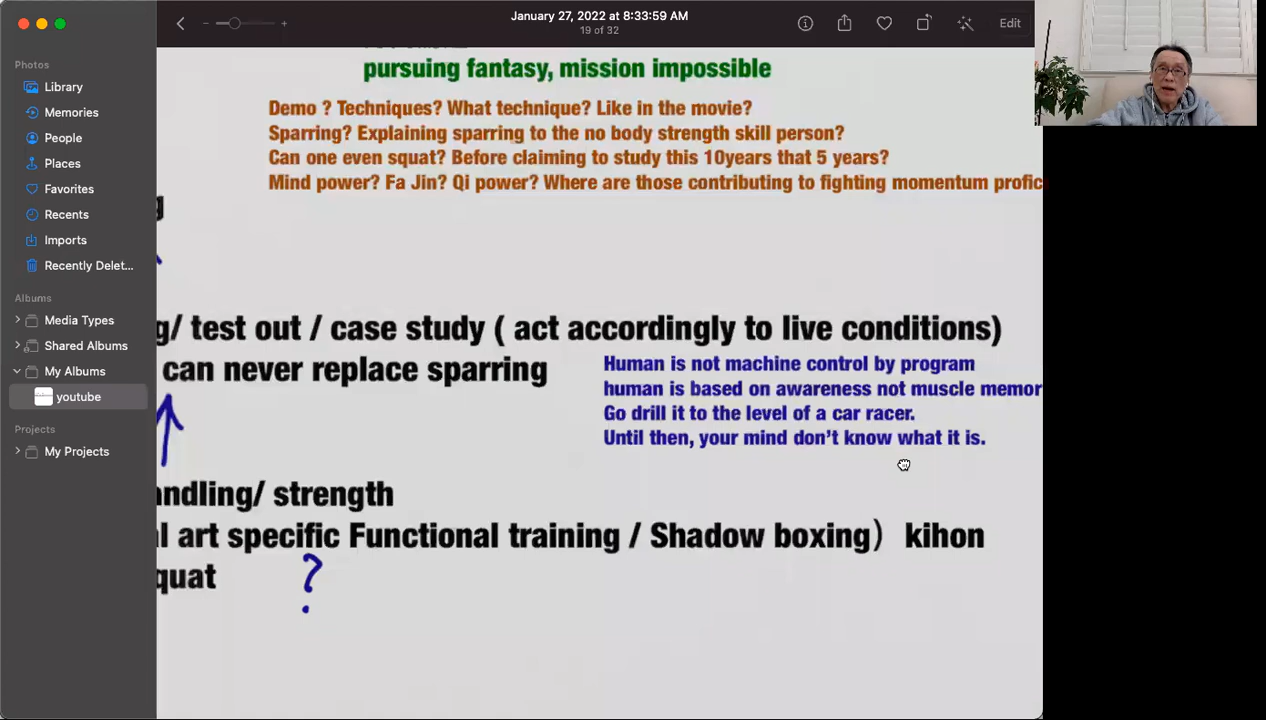 January 27, 2022 at 8:33:59 AM
19 of 32
Edit
Photos
Library
Memories
People
Places
Favorites
Recents
Imports
Recently Delet...
Albums
Media Types
Shared Albums
My Albums
youtube
Projects
My Projects
pursuing fantasy, mission impossible
Demo ? Techniques? What technique? Like in the movie?
Sparring? Explaining sparring to the no body strength skill person?
Can one even squat? Before claiming to study this 10years that 5 years?
Mind power? Fa Jin? Qi power? Where are those contributing to fighting momentum profic
g
g/ test out / case study ( act accordingly to live conditions)
can never replace sparring
Human is not machine control by program
human is based on awareness not muscle memor
Go drill it to the level of a car racer.
Until then, your mind don't know what it is.
andling/ strength
l art specific Functional training / Shadow boxing） kihon
quat ?